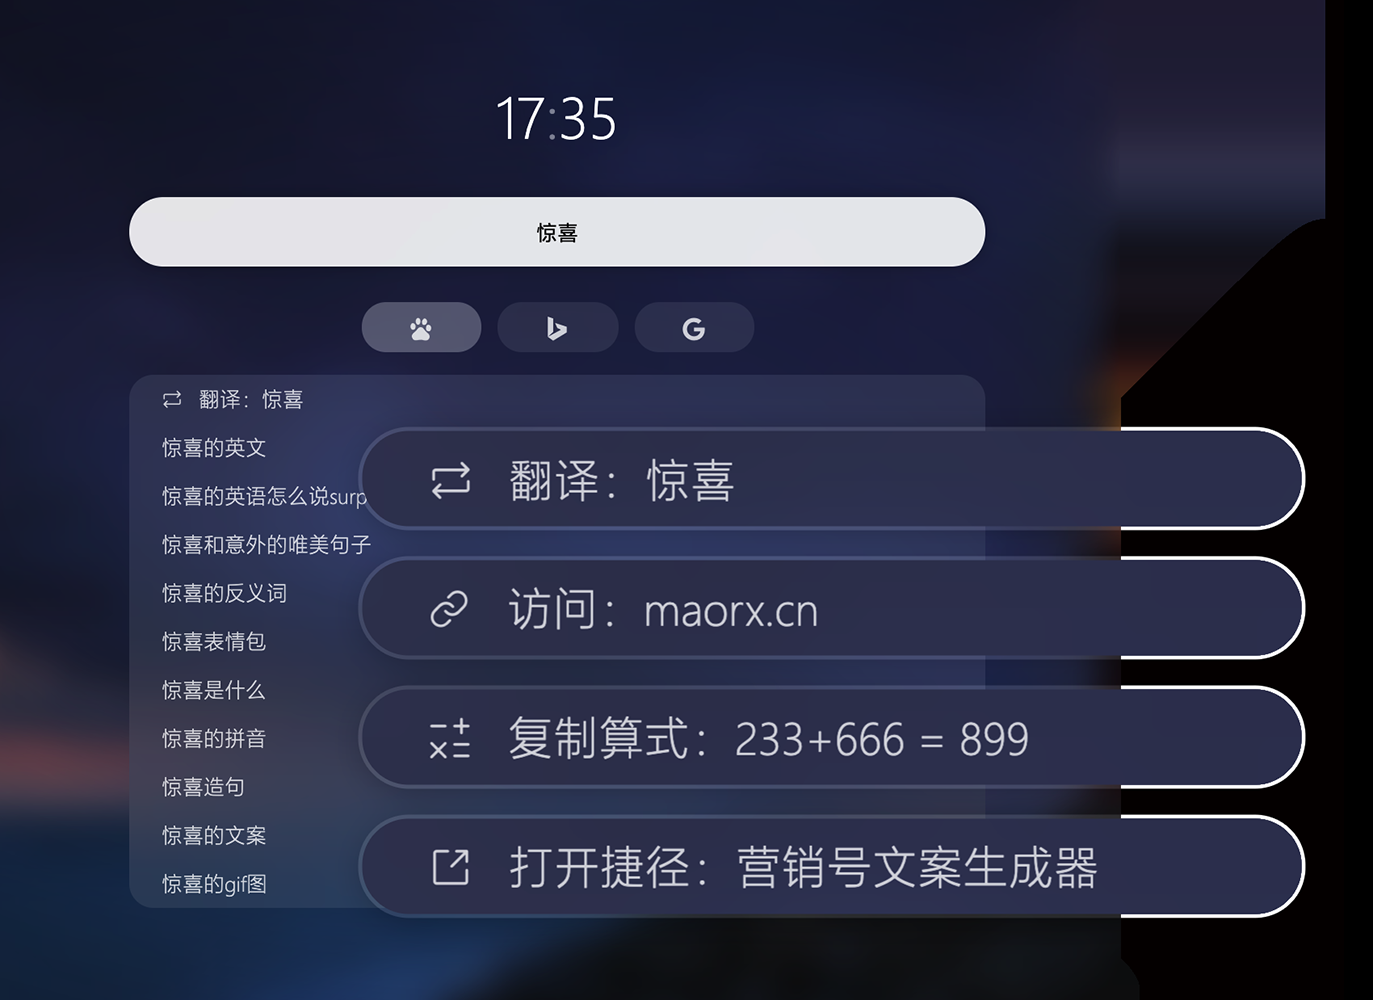 17:35
惊喜
翻译：惊喜
惊喜的英文
惊喜的英语怎么说surp
惊喜和意外的唯美句子
惊喜的反义词
惊喜表情包
惊喜是什么
惊喜的拼音
惊喜造句
惊喜的文案
惊喜的gif图
翻译：惊喜
访问：maorx.cn
复制算式：233+666 = 899
打开捷径：营销号文案生成器